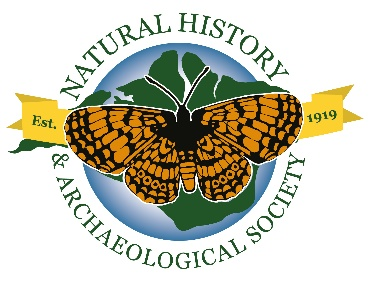 NATURAL HISTORY
Est.
1919
& ARCHAEOLOGICAL SOCIETY